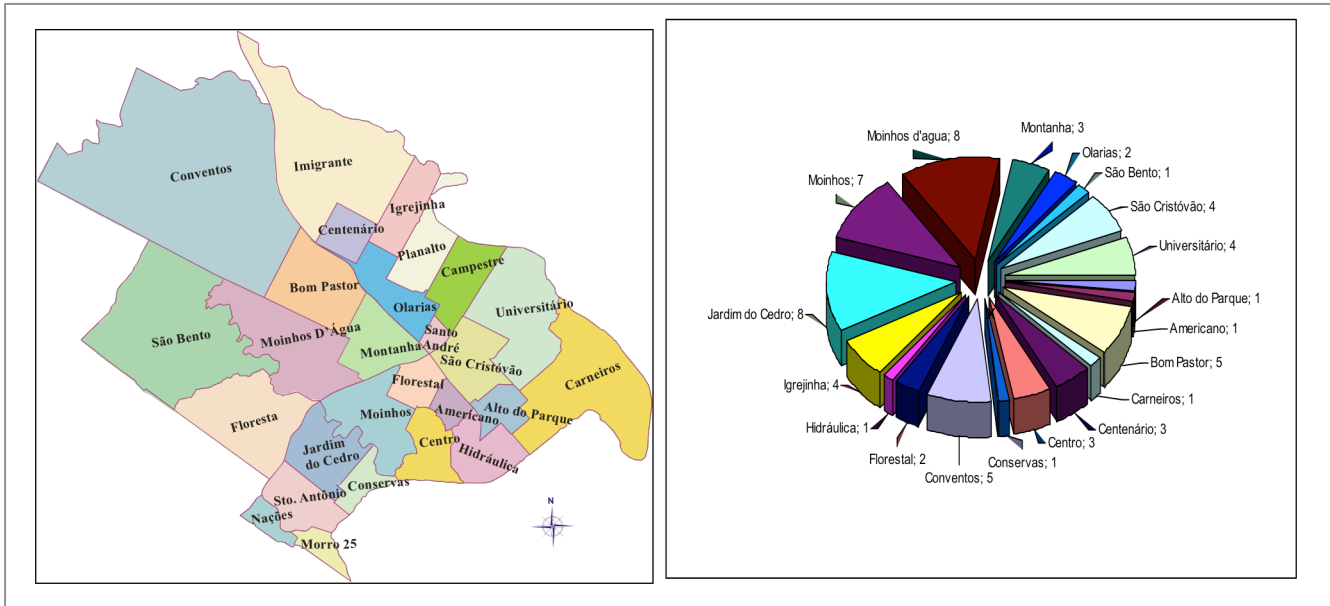 Conventos
Imigrante
Igrejinha
Centenário
Planalto
Campestre
Bom Pastor
Olarias
Universitário
São Bento
Moinhos D'Água
Santo
André
Montanha
São Cristóvão
Florestal
Carneiros
Floresta
Moinhos
Americano
Alto do Parque
Centro
Jardim
do Cedro
Hidráulica
Conservas
Sto. Antônio
Nações
Morro 25
N
Moinhos d'agua; 8
Montanha; 3
Olarias; 2
São Bento; 1
São Cristóvão; 4
Universitário; 4
Alto do Parque; 1
Americano; 1
Bom Pastor; 5
Carneiros; 1
Centenário; 3
Centro; 3
Conservas; 1
Conventos; 5
Florestal; 2
Hidráulica; 1
Igrejinha; 4
Jardim do Cedro; 8
Moinhos; 7